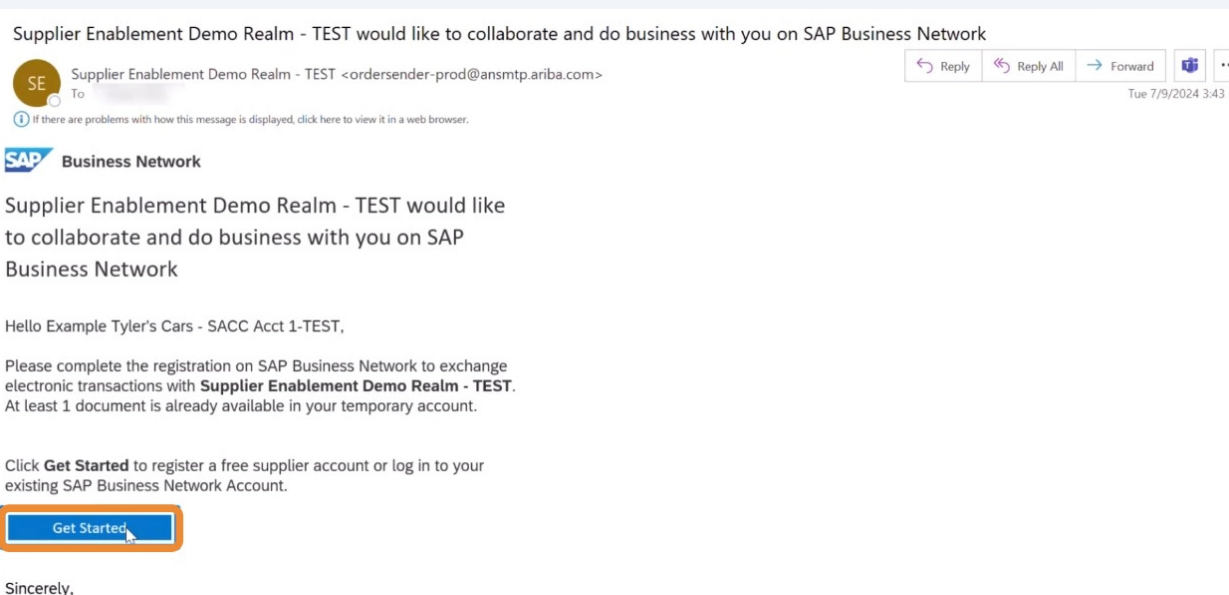 Supplier Enablement Demo Realm - TEST would like to collaborate and do business with you on SAP Business Network
SE
Supplier Enablement Demo Realm - TEST <ordersender-prod@ansmtp.ariba.com>
To
Reply
Reply All
Forward
Tue 7/9/2024 3:43
If there are problems with how this message is displayed, click here to view it in a web browser.
SAP Business Network
Supplier Enablement Demo Realm - TEST would like
to collaborate and do business with you on SAP
Business Network
Hello Example Tyler's Cars - SACC Acct 1-TEST,
Please complete the registration on SAP Business Network to exchange
electronic transactions with Supplier Enablement Demo Realm - TEST.
At least 1 document is already available in your temporary account.
Click Get Started to register a free supplier account or log in to your
existing SAP Business Network Account.
Get Started
Sincerely,